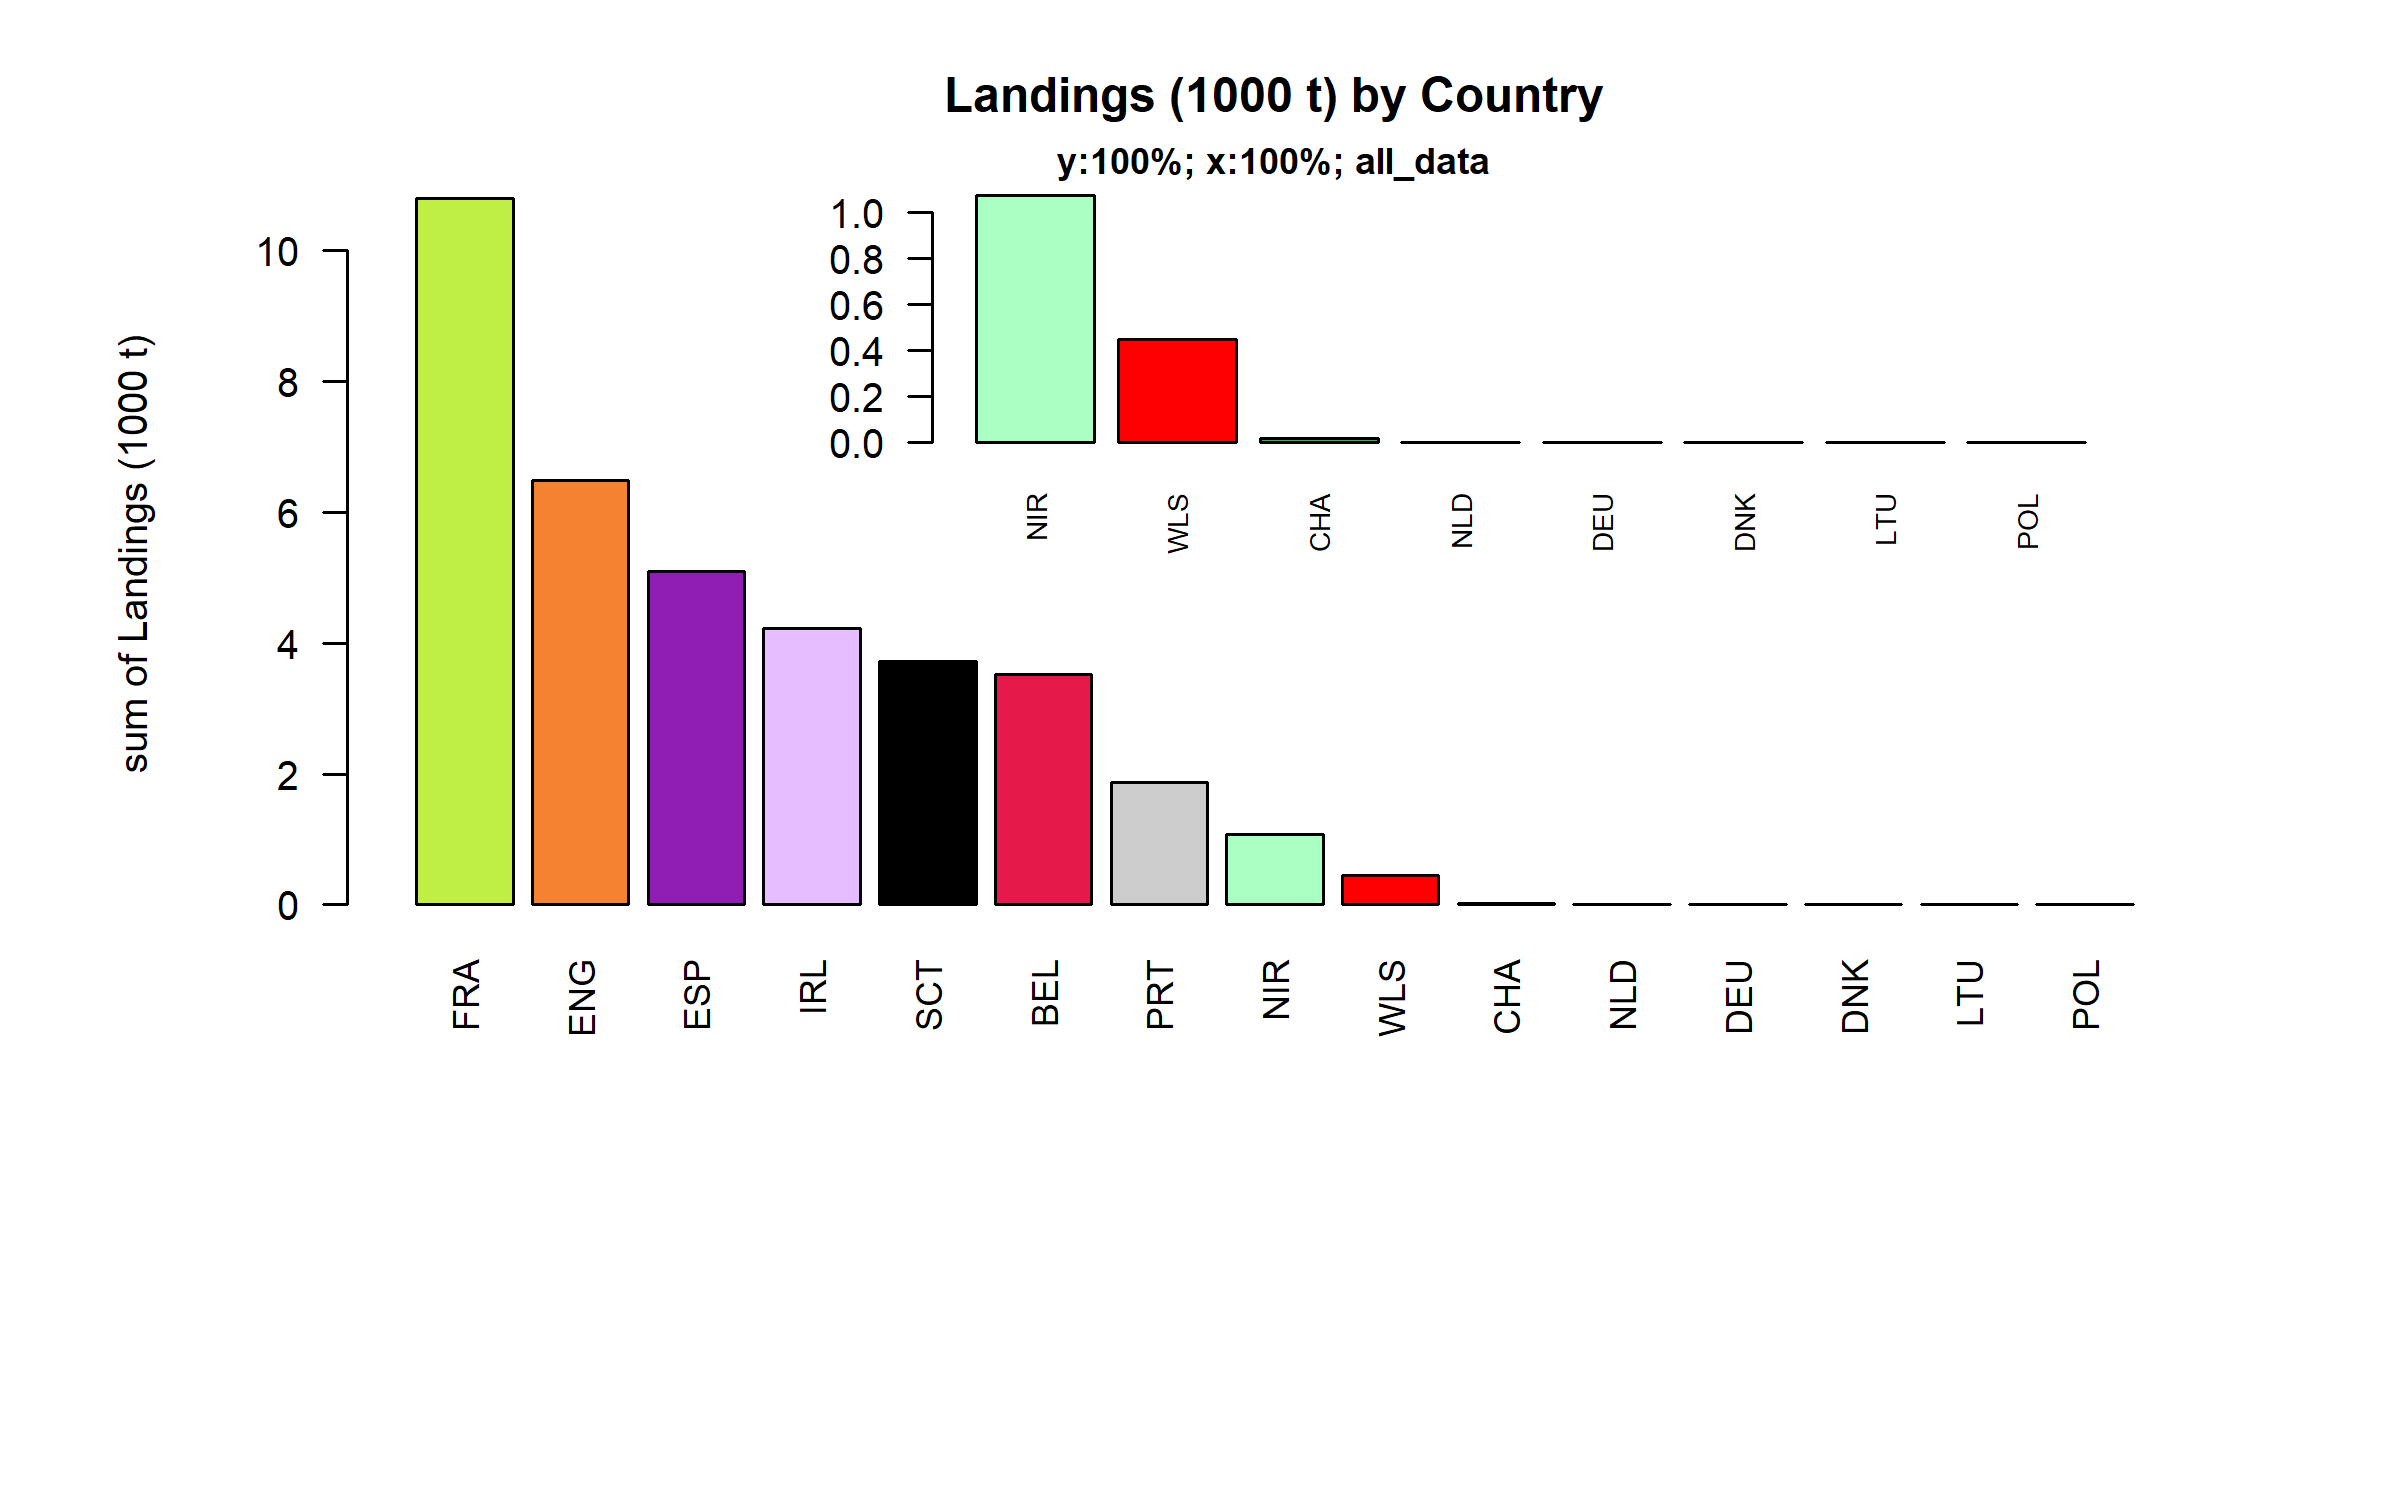 Landings (1000 t) by Country
y:100%; x:100%; all_data
1.0
0.8
0.6
0.4
0.2
0.0
NIR
WLS
CHA
NLD
DEU
DNK
LTU
POL
sum of Landings (1000 t)
10
8
6
4
2
0
FRA
ENG
ESP
IRL
SCT
BEL
PRT
NIR
WLS
CHA
NLD
DEU
DNK
LTU
POL